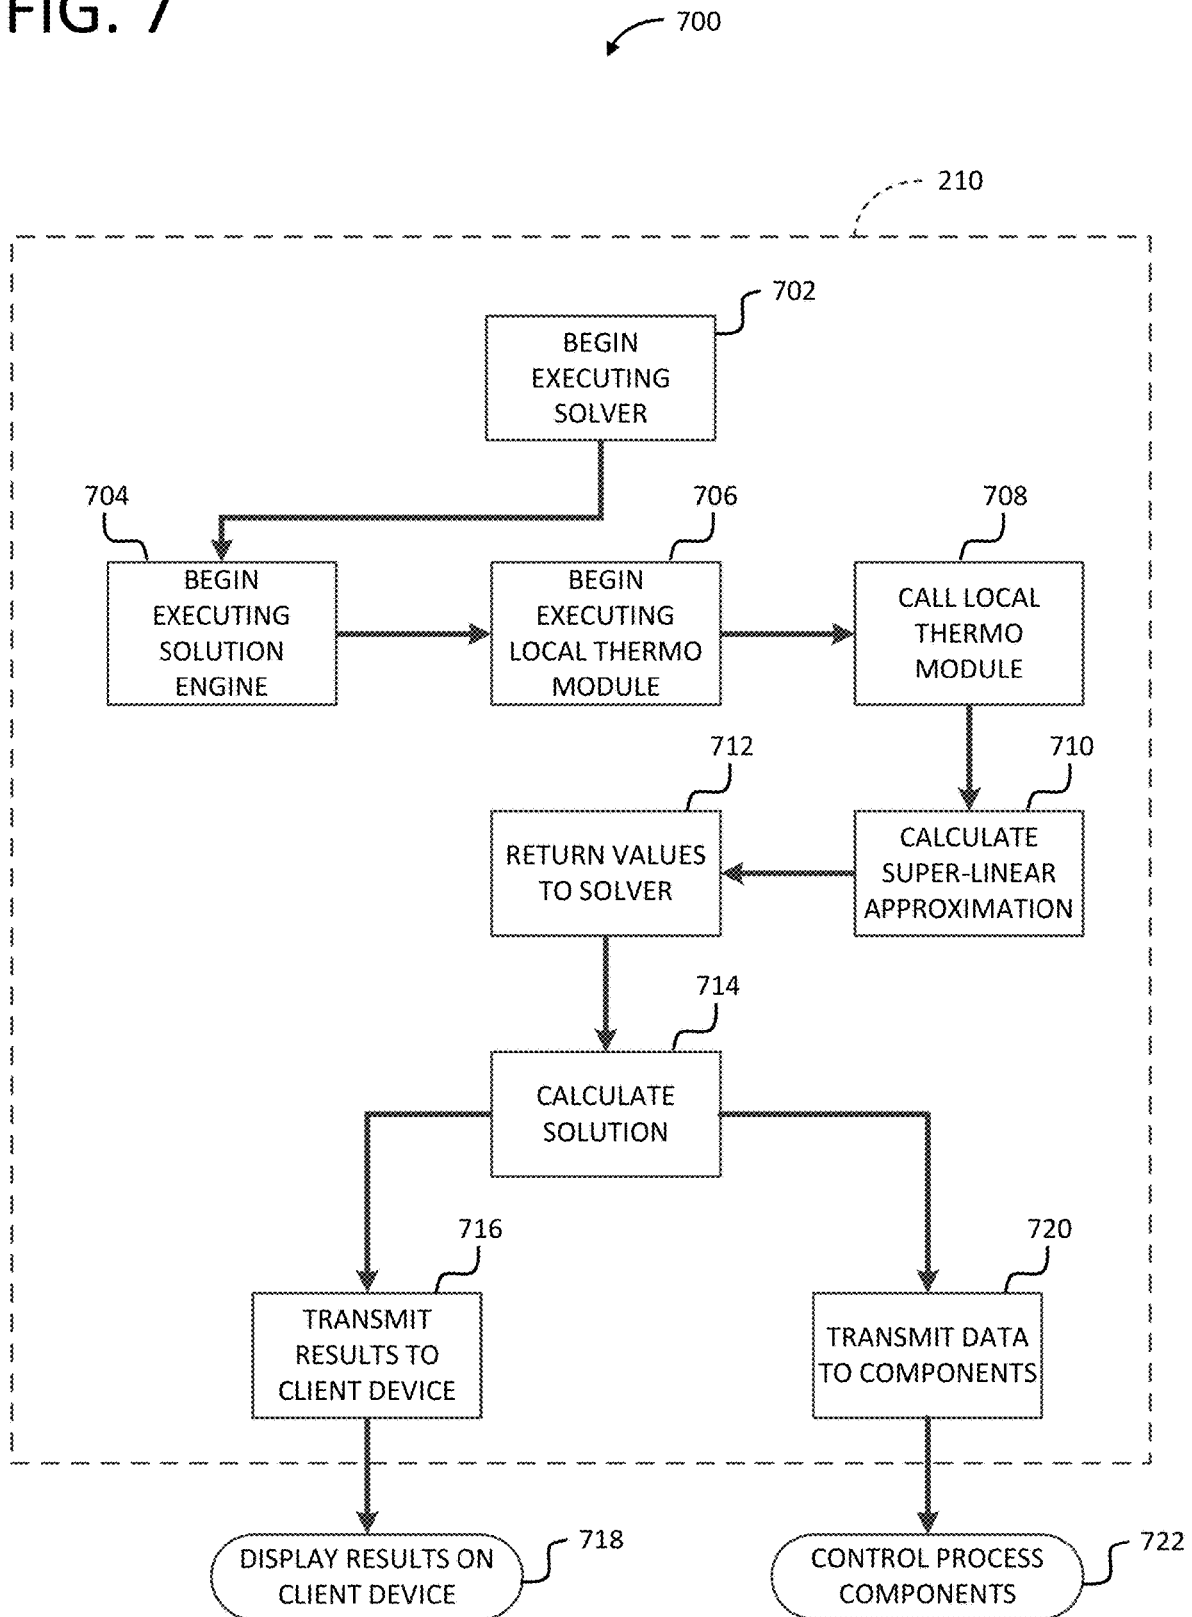 FIG. 7
700
210
702
BEGIN
EXECUTING
SOLVER
704
706
708
BEGIN
EXECUTING
SOLUTION
ENGINE
BEGIN
EXECUTING
LOCAL THERMO
MODULE
CALL LOCAL
THERMO
MODULE
712
710
RETURN VALUES
TO SOLVER
CALCULATE
SUPER-LINEAR
APPROXIMATION
714
CALCULATE
SOLUTION
716
720
TRANSMIT
RESULTS TO
CLIENT DEVICE
TRANSMIT DATA
TO COMPONENTS
718
722
DISPLAY RESULTS ON
CLIENT DEVICE
CONTROL PROCESS
COMPONENTS